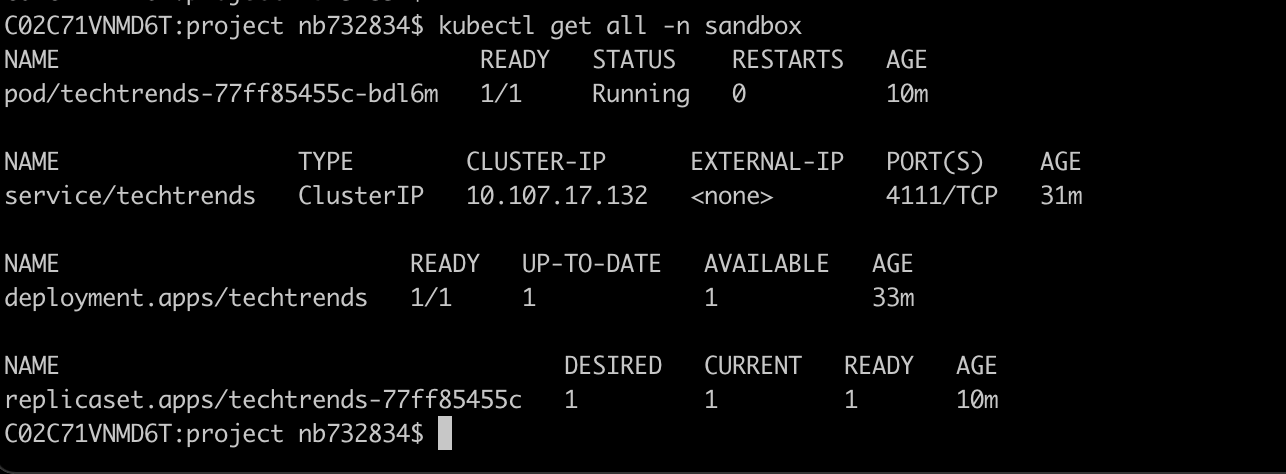 C02C71VNMD6T:project nb732834$ kubectl get all -n sandbox
NAME                              READY   STATUS    RESTARTS   AGE
pod/techtrends-77ff85455c-bdl6m   1/1     Running   0          10m

NAME                 TYPE        CLUSTER-IP      EXTERNAL-IP   PORT(S)    AGE
service/techtrends   ClusterIP   10.107.17.132   <none>        4111/TCP   31m

NAME                         READY   UP-TO-DATE   AVAILABLE   AGE
deployment.apps/techtrends   1/1     1            1           33m

NAME                                    DESIRED   CURRENT   READY   AGE
replicaset.apps/techtrends-77ff85455c   1         1         1       10m
C02C71VNMD6T:project nb732834$